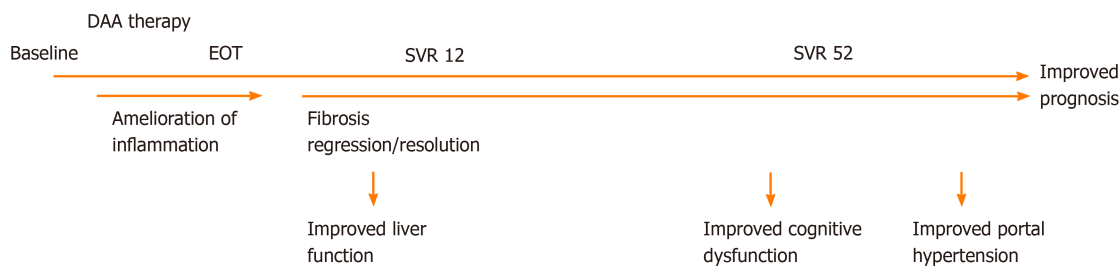 DAA therapy
Baseline
EOT
SVR 12
SVR 52
Improved
prognosis
Amelioration of
inflammation
Fibrosis
regression/resolution
Improved liver
function
Improved cognitive
dysfunction
Improved portal
hypertension